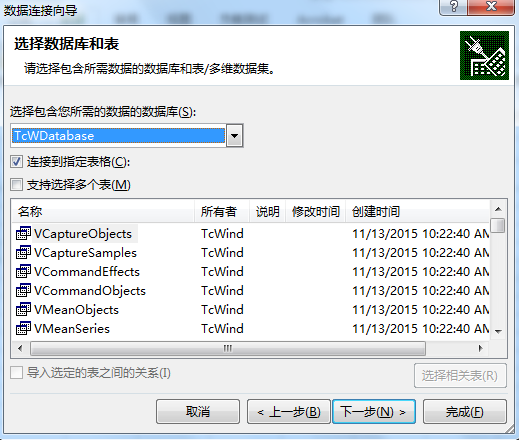 数据连接向导
选择数据库和表
请选择包含所需数据的数据库和表/多维数据集。
选择包含您所需的数据的数据库(S):
TcWDatabase
连接到指定表格(C):
支持选择多个表(M)
名称 所有者 说明 修改时间 创建时间
VCaptureObjects TcWind 11/13/2015 10:22:40 AM
VCaptureSamples TcWind 11/13/2015 10:22:40 AM
VCommandEffects TcWind 11/13/2015 10:22:40 AM
VCommandObjects TcWind 11/13/2015 10:22:40 AM
VMeanObjects TcWind 11/13/2015 10:22:40 AM
VMeanSeries TcWind 11/13/2015 10:22:40 AM
导入选定的表之间的关系(I)
选择相关表(R)
取消 < 上一步(B) 下一步(N) > 完成(F)